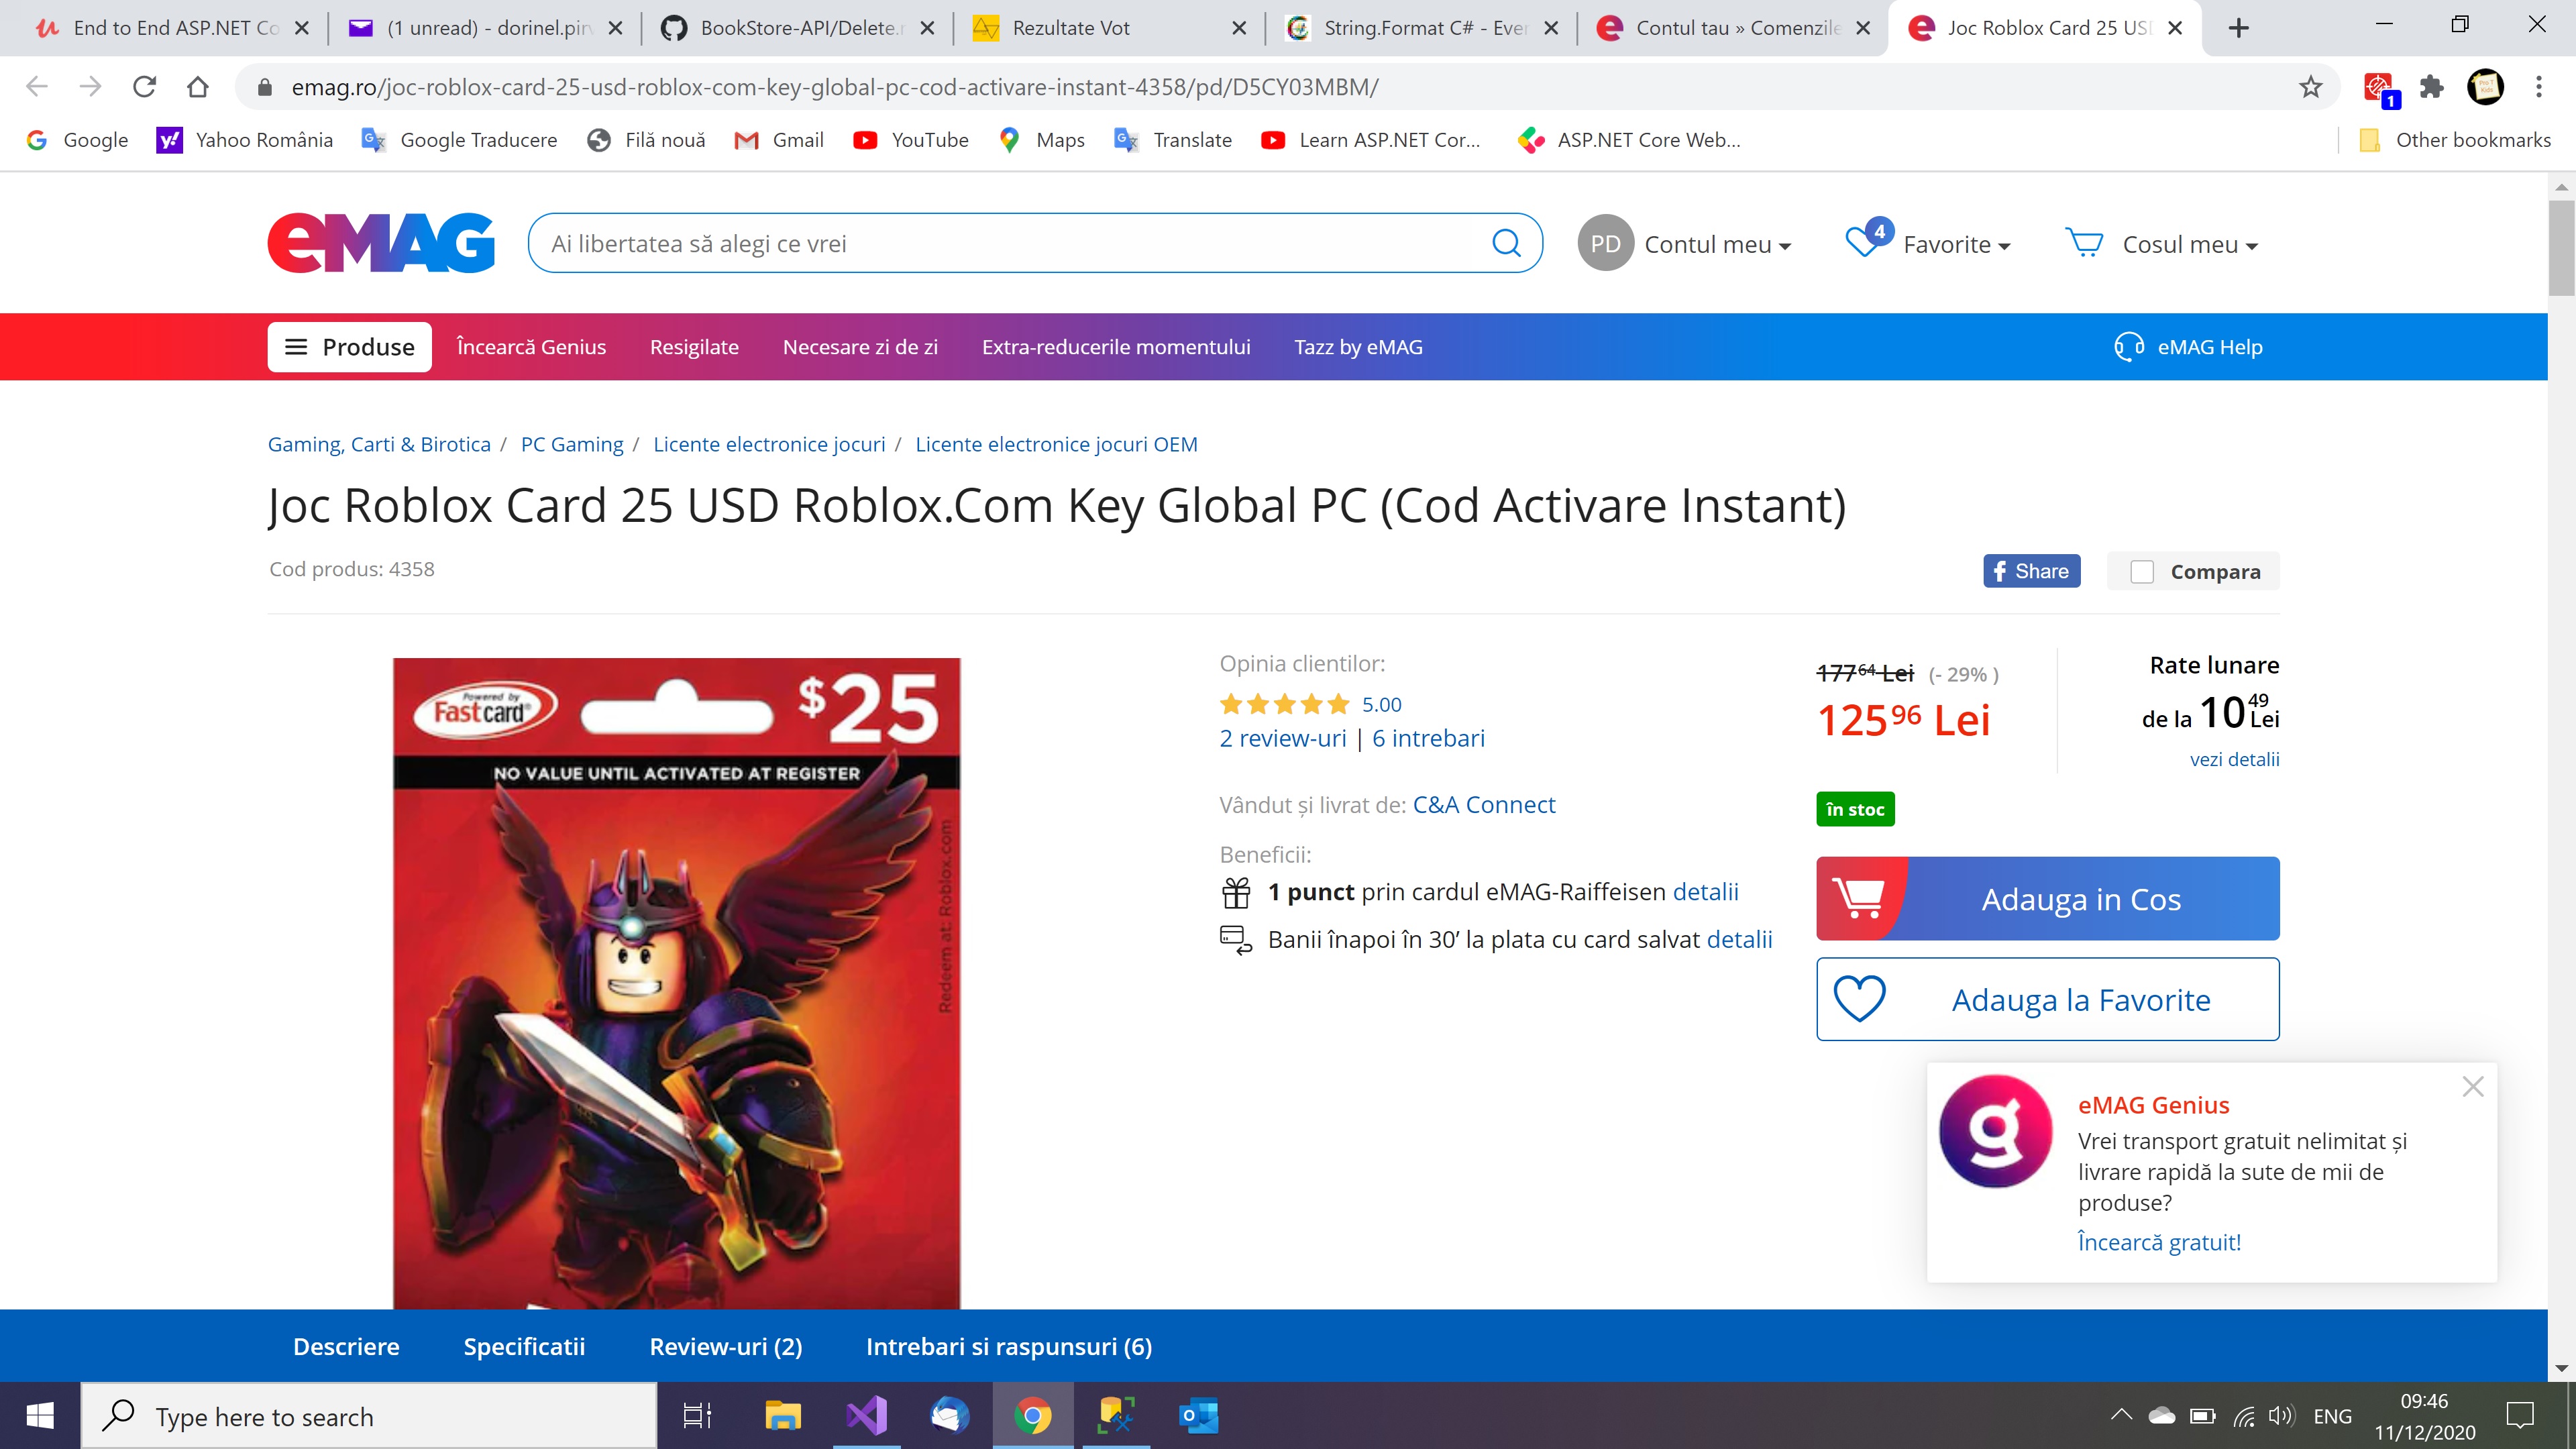 End to End ASP.NET Co
(1 unread) - dorinel.pirv
BookStore-API/Delete.r
Rezultate Vot
String.Format C# - Ever
Contul tau » Comenzile
Joc Roblox Card 25 USD
emag.ro/joc-roblox-card-25-usd-roblox-com-key-global-pc-cod-activare-instant-4358/pd/D5CY03MBM/
1
Google
Yahoo România
Google Traducere
Filă nouă
Gmail
YouTube
Maps
Translate
Learn ASP.NET Cor...
ASP.NET Core Web...
Other bookmarks
eMAG
Ai libertatea să alegi ce vrei
PD
Contul meu
4
Favorite
Cosul meu
Produse
Încearcă Genius
Resigilate
Necesare zi de zi
Extra-reducerile momentului
Tazz by eMAG
eMAG Help
Gaming, Carti & Birotica / PC Gaming / Licente electronice jocuri / Licente electronice jocuri OEM
Joc Roblox Card 25 USD Roblox.Com Key Global PC (Cod Activare Instant)
Cod produs: 4358
Share
Compara
Powered by
Fastcard
$25
NO VALUE UNTIL ACTIVATED AT REGISTER
Redeem at: Roblox.com
Opinia clientilor:
5.00
2 review-uri | 6 intrebari
Vândut și livrat de: C&A Connect
Beneficii:
1 punct prin cardul eMAG-Raiffeisen detalii
Banii înapoi în 30’ la plata cu card salvat detalii
177 64 Lei (- 29% )
125 96 Lei
Rate lunare
de la 10 49 Lei
vezi detalii
în stoc
Adauga in Cos
Adauga la Favorite
eMAG Genius
Vrei transport gratuit nelimitat și
livrare rapidă la sute de mii de
produse?
Încearcă gratuit!
Descriere
Specificatii
Review-uri (2)
Intrebari si raspunsuri (6)
Type here to search
ENG
09:46
11/12/2020